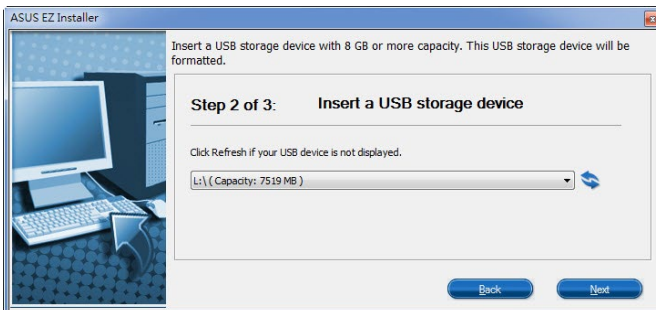 ASUS EZ Installer
Insert a USB storage device with 8 GB or more capacity. This USB storage device will be
formatted.
Step 2 of 3: Insert a USB storage device
Click Refresh if your USB device is not displayed.
L:\ ( Capacity: 7519 MB )
Back Next